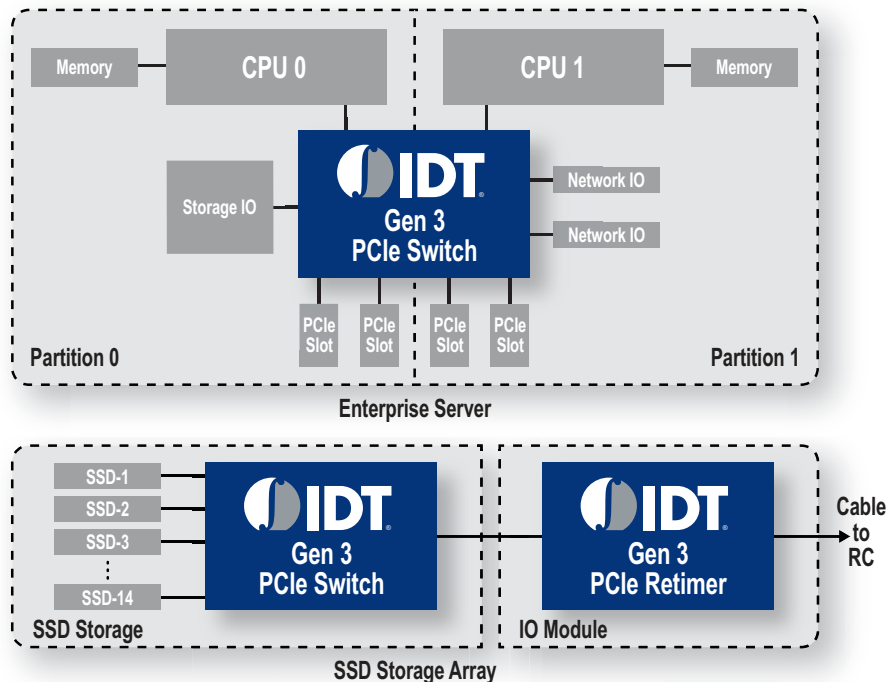 Memory
CPU 0
CPU 1
Memory
IDT®
Gen 3
PCIe Switch
Storage IO
Network IO
Network IO
PCIe
Slot
PCIe
Slot
PCIe
Slot
PCIe
Slot
Partition 0
Partition 1
Enterprise Server
SSD-1
SSD-2
SSD-3
SSD-14
IDT®
Gen 3
PCIe Switch
IDT®
Gen 3
PCIe Retimer
Cable
to
RC
SSD Storage
IO Module
SSD Storage Array